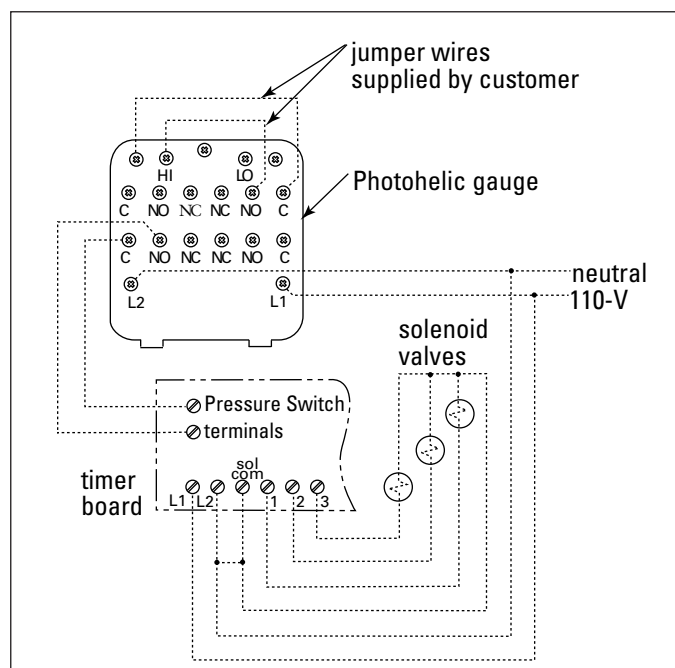 jumper wires
supplied by customer
HI LO
Photohelic gauge
C NO NC NC NO C
C NO NC NC NO C
L2 L1
neutral
110-V
solenoid
valves
Pressure Switch
terminals
timer
board
sol
com
L1 L2 1 2 3